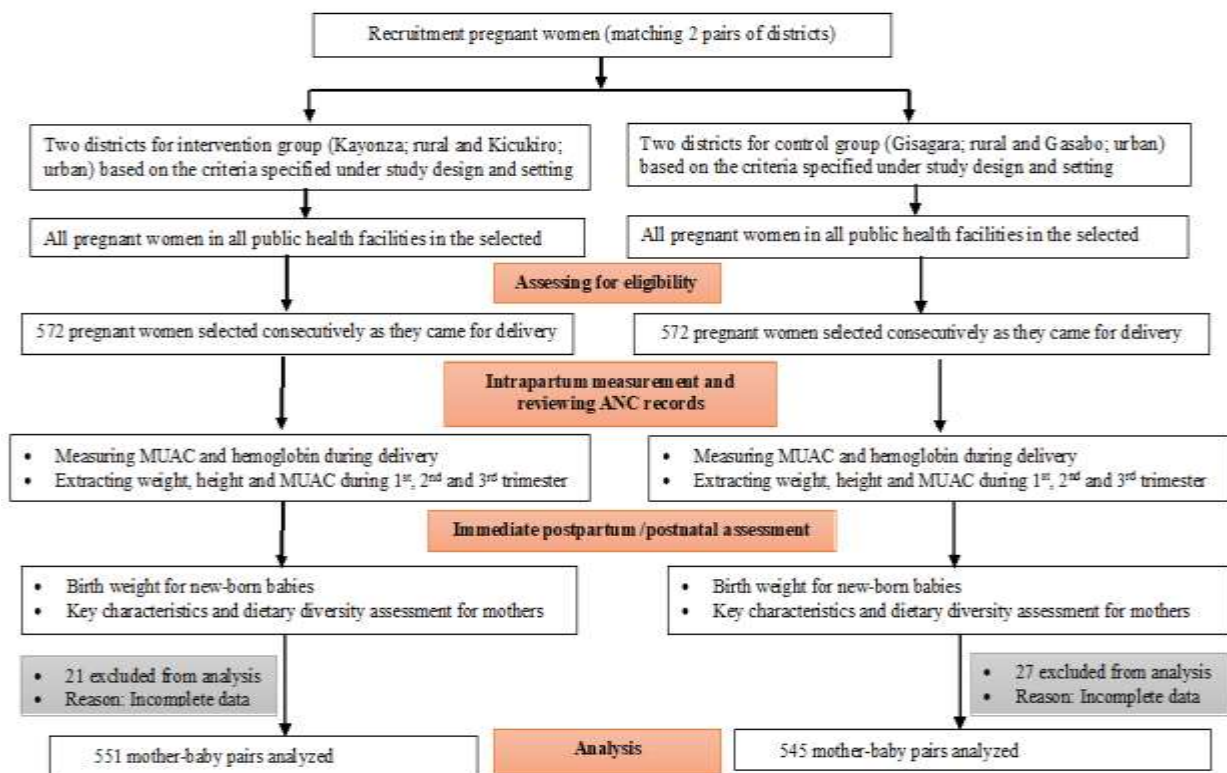 Recruitment pregnant women (matching 2 pairs of districts)
Two districts for intervention group (Kayonza; rural and Kicukiro;
urban) based on the criteria specified under study design and setting
Two districts for control group (Gisagara; rural and Gasabo; urban)
based on the criteria specified under study design and setting
All pregnant women in all public health facilities in the selected
All pregnant women in all public health facilities in the selected
Assessing for eligibility
572 pregnant women selected consecutively as they came for delivery
572 pregnant women selected consecutively as they came for delivery
Intrapartum measurement and
reviewing ANC records
• Measuring MUAC and hemoglobin during delivery
• Extracting weight, height and MUAC during 1st, 2nd and 3rd trimester
• Measuring MUAC and hemoglobin during delivery
• Extracting weight, height and MUAC during 1st, 2nd and 3rd trimester
Immediate postpartum /postnatal assessment
• Birth weight for new-born babies
• Key characteristics and dietary diversity assessment for mothers
• Birth weight for new-born babies
• Key characteristics and dietary diversity assessment for mothers
• 21 excluded from analysis
• Reason: Incomplete data
• 27 excluded from analysis
• Reason: Incomplete data
551 mother-baby pairs analyzed
Analysis
545 mother-baby pairs analyzed